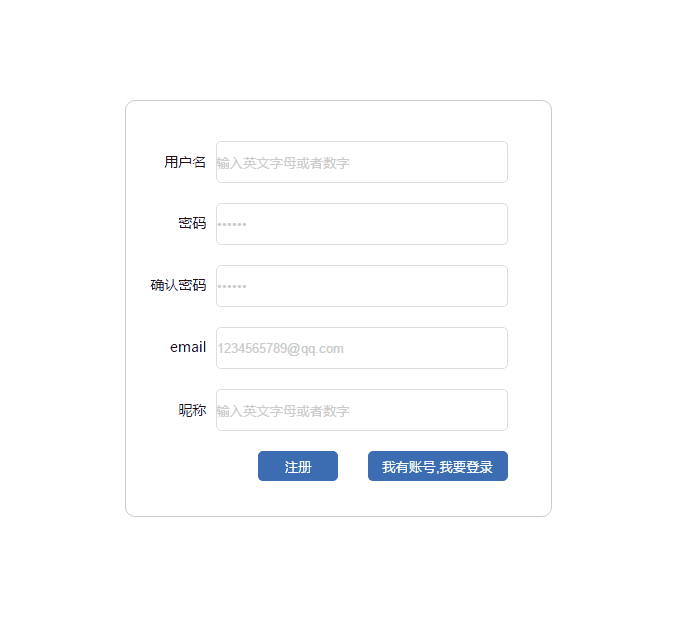 用户名 输入英文字母或者数字
密码 ••••••
确认密码 ••••••
email 1234565789@qq.com
昵称 输入英文字母或者数字
注册 我有账号,我要登录